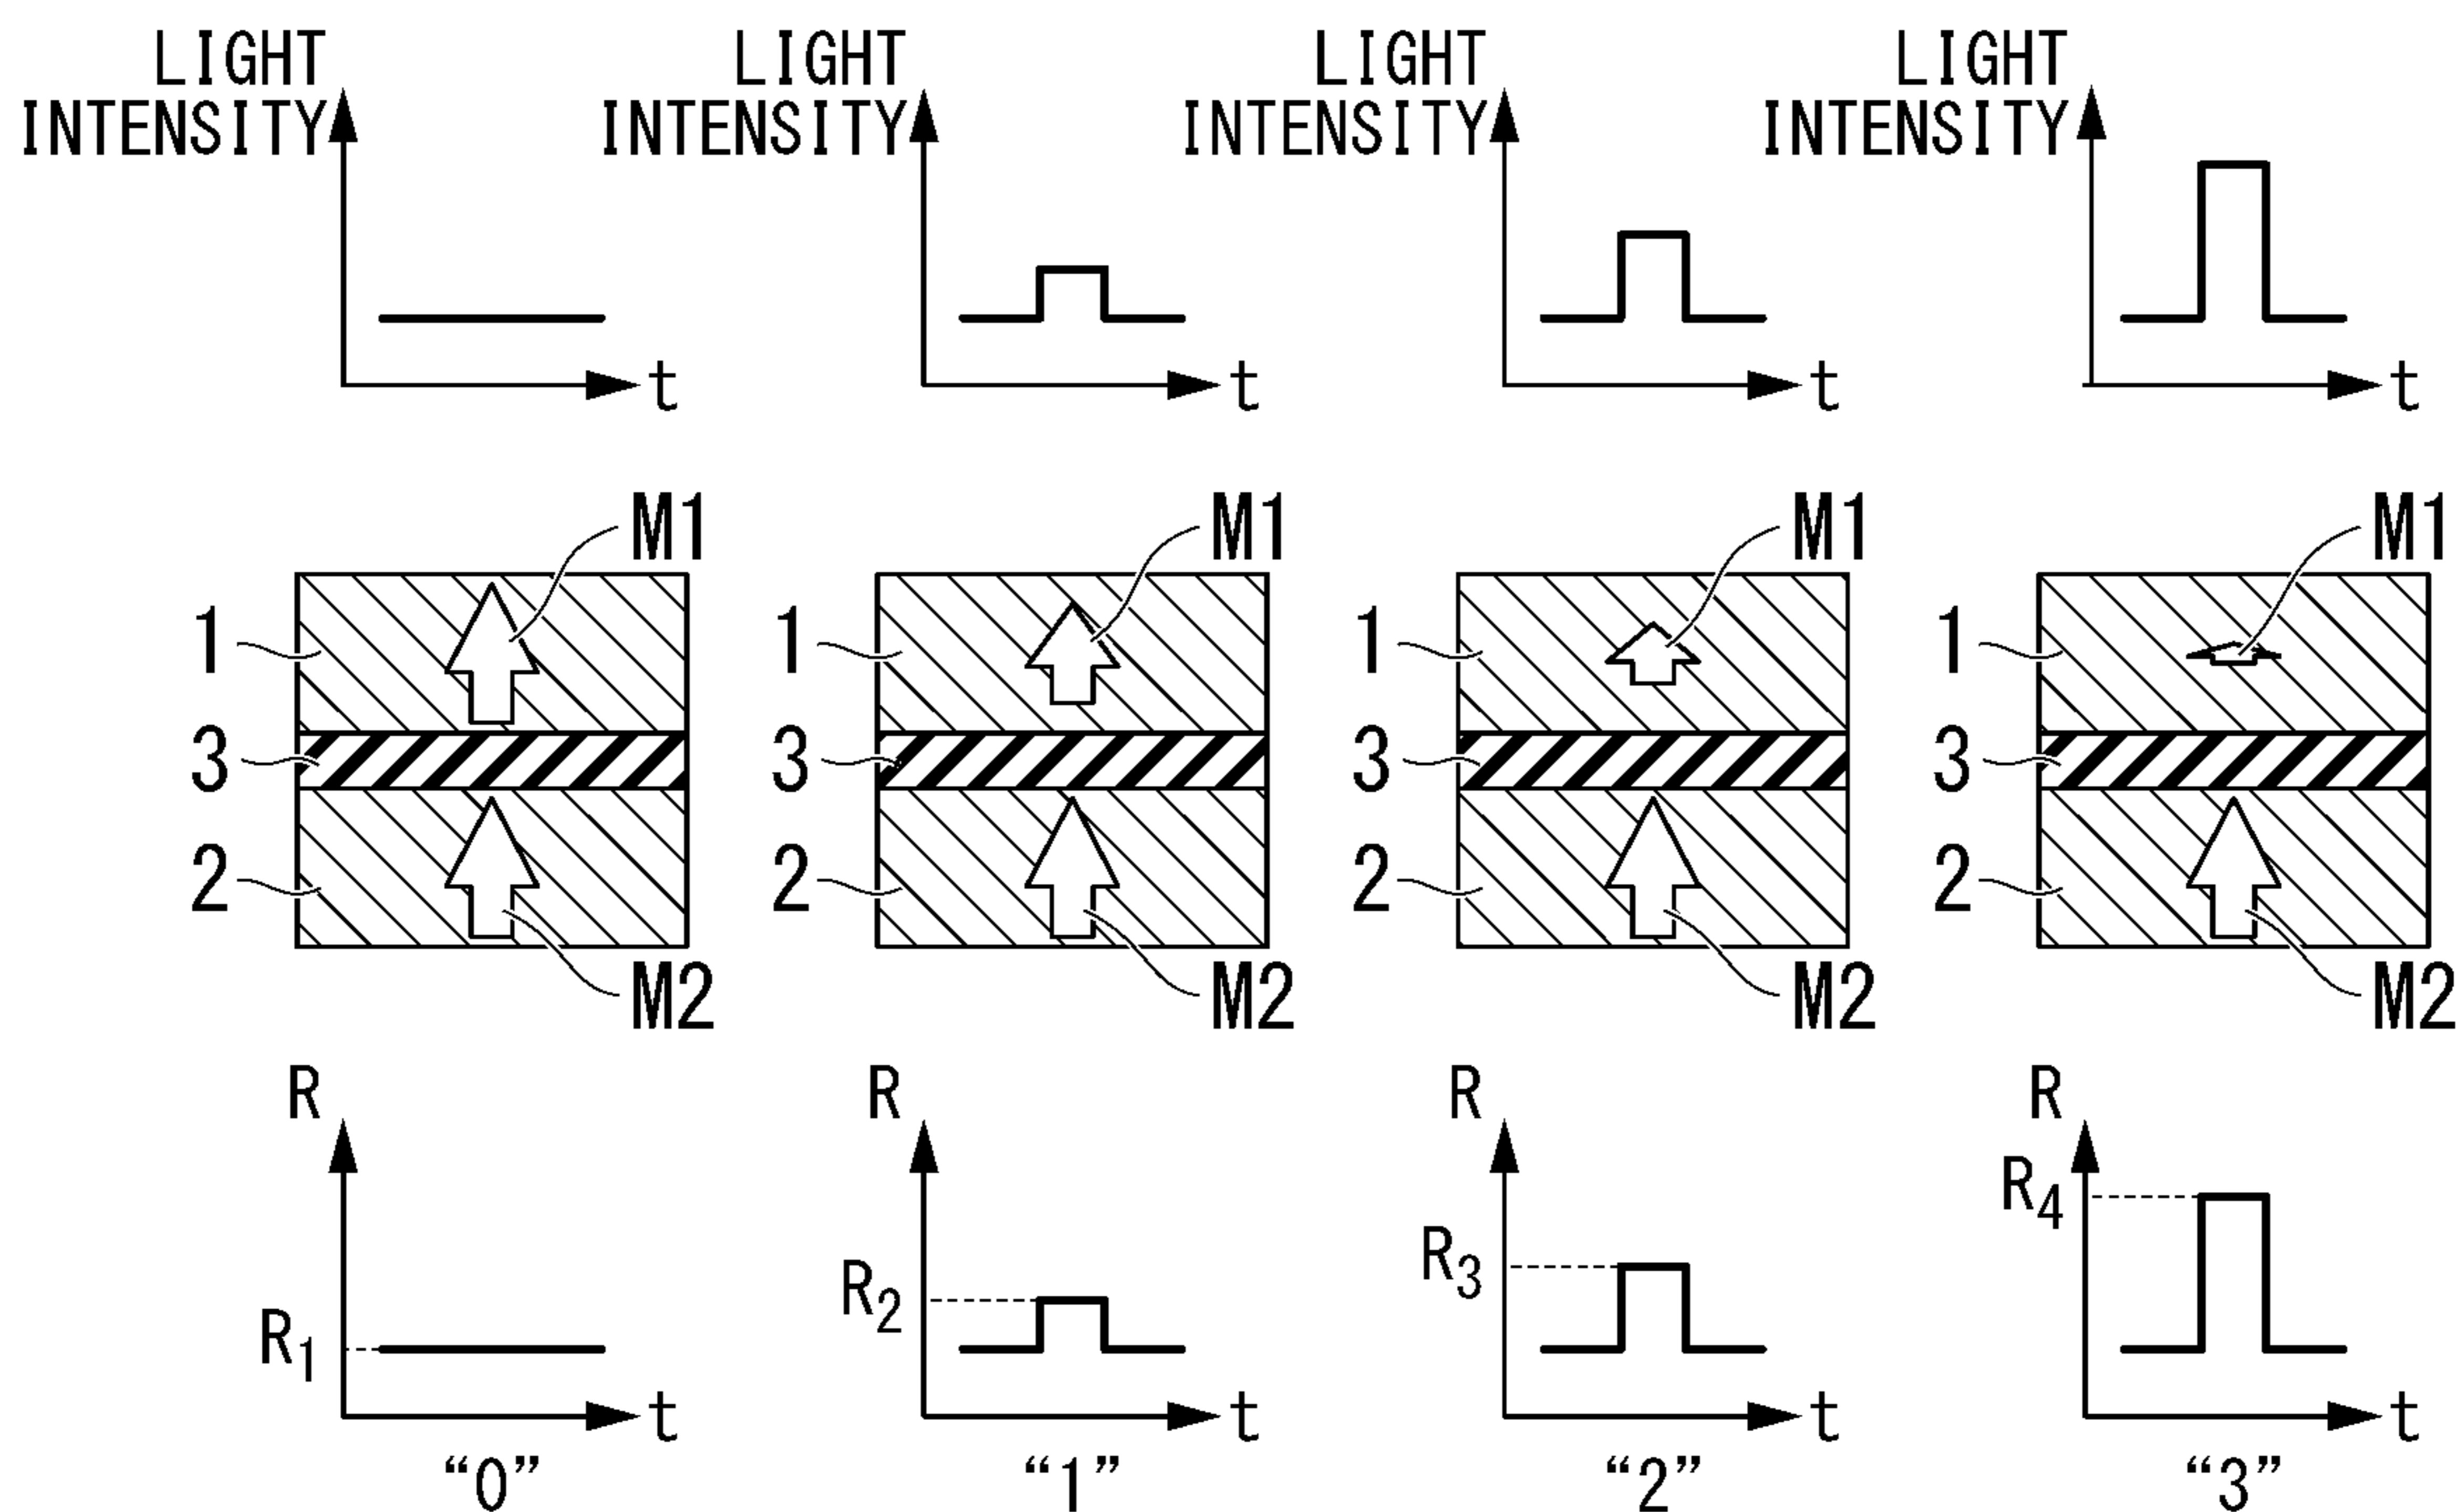 LIGHT INTENSITY
t
LIGHT INTENSITY
t
LIGHT INTENSITY
t
LIGHT INTENSITY
t
M1
1
3
2
M2
M1
1
3
2
M2
M1
1
3
2
M2
M1
1
3
2
M2
R
R1
t
“0”
R
R2
t
“1”
R
R3
t
“2”
R
R4
t
“3”